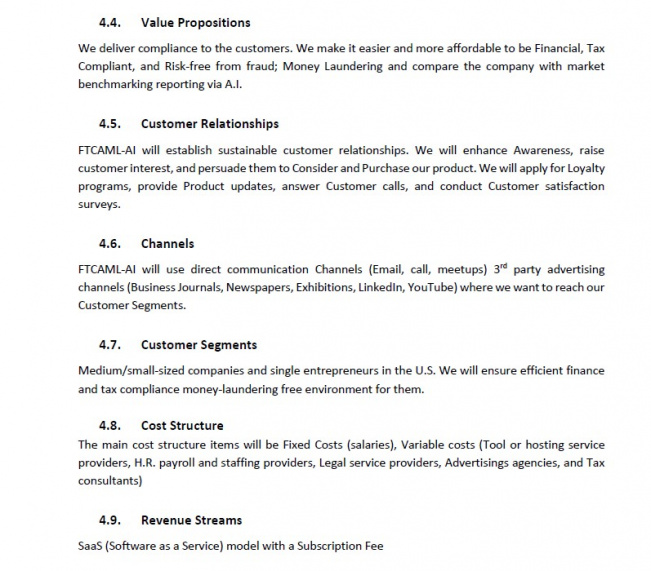 4.4. Value Propositions
We deliver compliance to the customers. We make it easier and more affordable to be Financial, Tax
Compliant, and Risk-free from fraud; Money Laundering and compare the company with market
benchmarking reporting via A.I.
4.5. Customer Relationships
FTCAML-AI will establish sustainable customer relationships. We will enhance Awareness, raise
customer interest, and persuade them to Consider and Purchase our product. We will apply for Loyalty
programs, provide Product updates, answer Customer calls, and conduct Customer satisfaction
surveys.
4.6. Channels
FTCAML-AI will use direct communication Channels (Email, call, meetups) 3rd party advertising
channels (Business Journals, Newspapers, Exhibitions, LinkedIn, YouTube) where we want to reach our
Customer Segments.
4.7. Customer Segments
Medium/small-sized companies and single entrepreneurs in the U.S. We will ensure efficient finance
and tax compliance money-laundering free environment for them.
4.8. Cost Structure
The main cost structure items will be Fixed Costs (salaries), Variable costs (Tool or hosting service
providers, H.R. payroll and staffing providers, Legal service providers, Advertisings agencies, and Tax
consultants)
4.9. Revenue Streams
SaaS (Software as a Service) model with a Subscription Fee